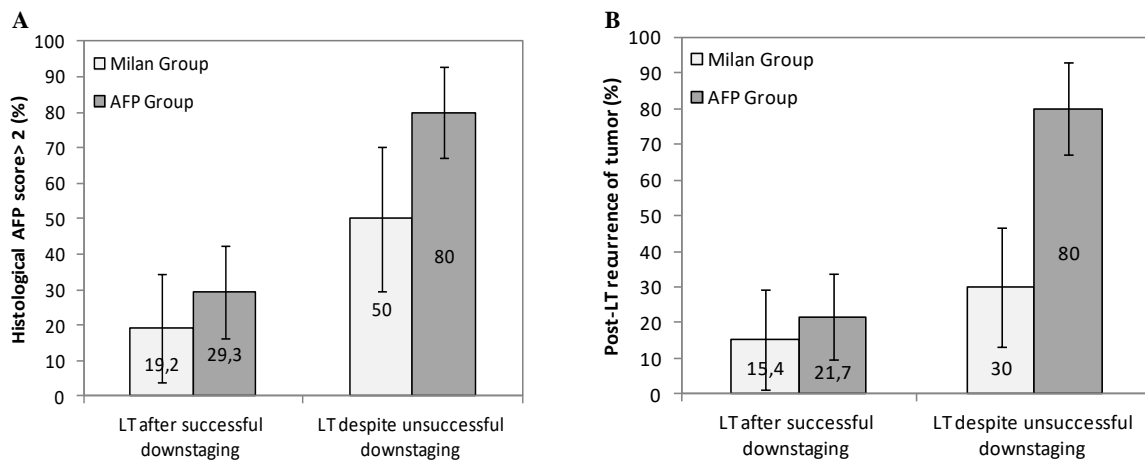 A
Histological AFP score> 2 (%)
100
90
80
70
60
50
40
30
20
10
0
Milan Group
AFP Group
19,2
29,3
50
80
LT after successful
downstaging
LT despite unsuccessful
downstaging
B
Post-LT recurrence of tumor (%)
100
90
80
70
60
50
40
30
20
10
0
Milan Group
AFP Group
15,4
21,7
30
80
LT after successful
downstaging
LT despite unsuccessful
downstaging